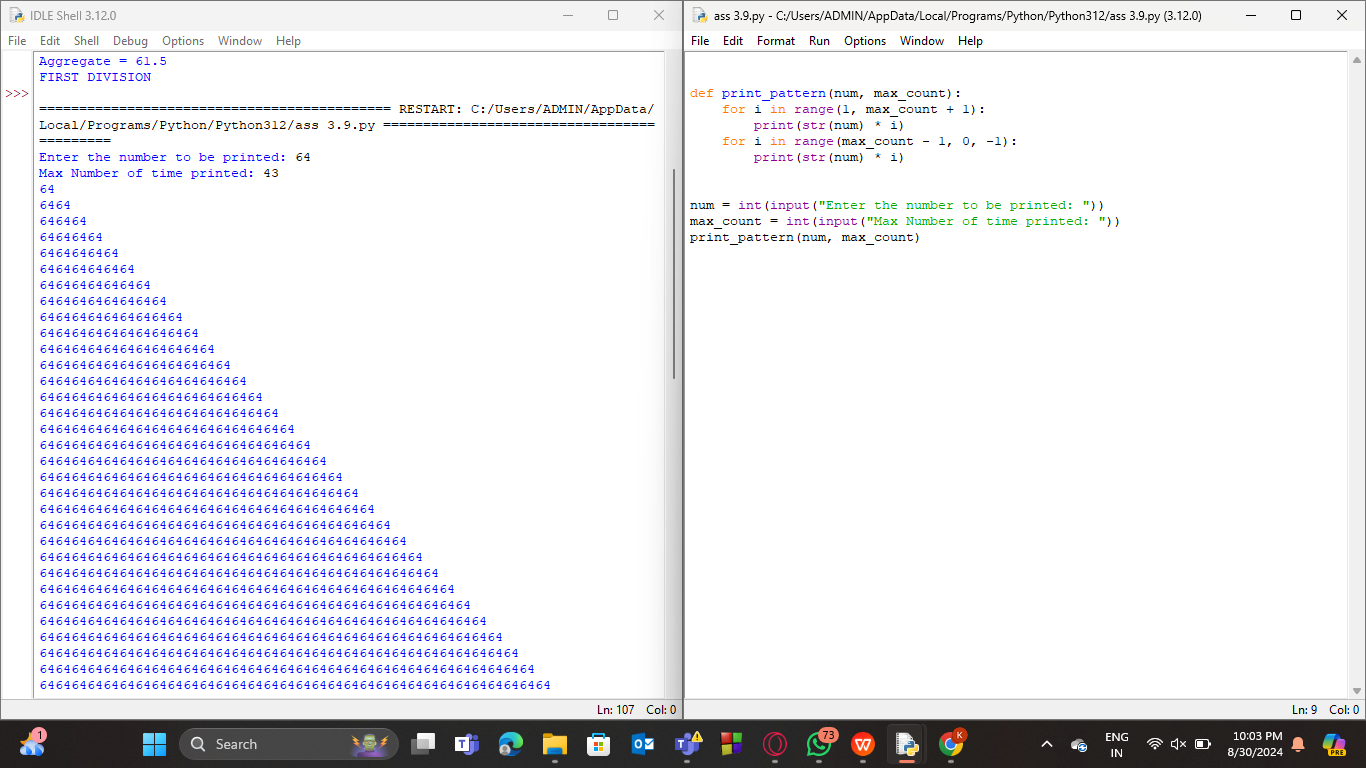 IDLE Shell 3.12.0
File Edit Shell Debug Options Window Help
Aggregate = 61.5
FIRST DIVISION
>>>
============================================ RESTART: C:/Users/ADMIN/AppData/
Local/Programs/Python/Python312/ass 3.9.py ==================================
=========
Enter the number to be printed: 64
Max Number of time printed: 43
64
6464
646464
64646464
6464646464
646464646464
64646464646464
6464646464646464
646464646464646464
64646464646464646464
6464646464646464646464
646464646464646464646464
64646464646464646464646464
6464646464646464646464646464
646464646464646464646464646464
64646464646464646464646464646464
6464646464646464646464646464646464
646464646464646464646464646464646464
64646464646464646464646464646464646464
6464646464646464646464646464646464646464
646464646464646464646464646464646464646464
64646464646464646464646464646464646464646464
6464646464646464646464646464646464646464646464
646464646464646464646464646464646464646464646464
64646464646464646464646464646464646464646464646464
6464646464646464646464646464646464646464646464646464
646464646464646464646464646464646464646464646464646464
64646464646464646464646464646464646464646464646464646464
6464646464646464646464646464646464646464646464646464646464
646464646464646464646464646464646464646464646464646464646464
64646464646464646464646464646464646464646464646464646464646464
6464646464646464646464646464646464646464646464646464646464646464
Ln: 107 Col: 0
ass 3.9.py - C:/Users/ADMIN/AppData/Local/Programs/Python/Python312/ass 3.9.py (3.12.0)
File Edit Format Run Options Window Help
def print_pattern(num, max_count):
    for i in range(1, max_count + 1):
        print(str(num) * i)
    for i in range(max_count - 1, 0, -1):
        print(str(num) * i)
num = int(input("Enter the number to be printed: "))
max_count = int(input("Max Number of time printed: "))
print_pattern(num, max_count)
Ln: 9 Col: 0
1
Search
73
K
ENG
IN
10:03 PM
8/30/2024
PRE